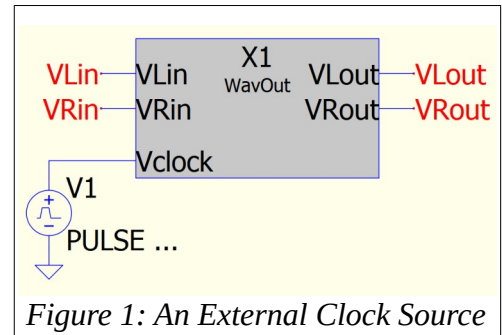 X1
WavOut
VLin VLin VLout VLout
VRin VRin VRout VRout
Vclock
V1
PULSE ...
Figure 1: An External Clock Source